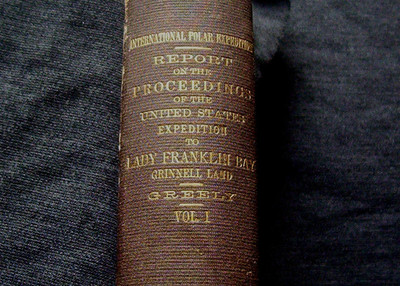 INTERNATIONAL POLAR EXPEDITION
REPORT
ON THE
PROCEEDINGS
OF THE
UNITED STATES
EXPEDITION
TO
LADY FRANKLIN BAY
GRINNELL LAND
GREELY
VOL. I